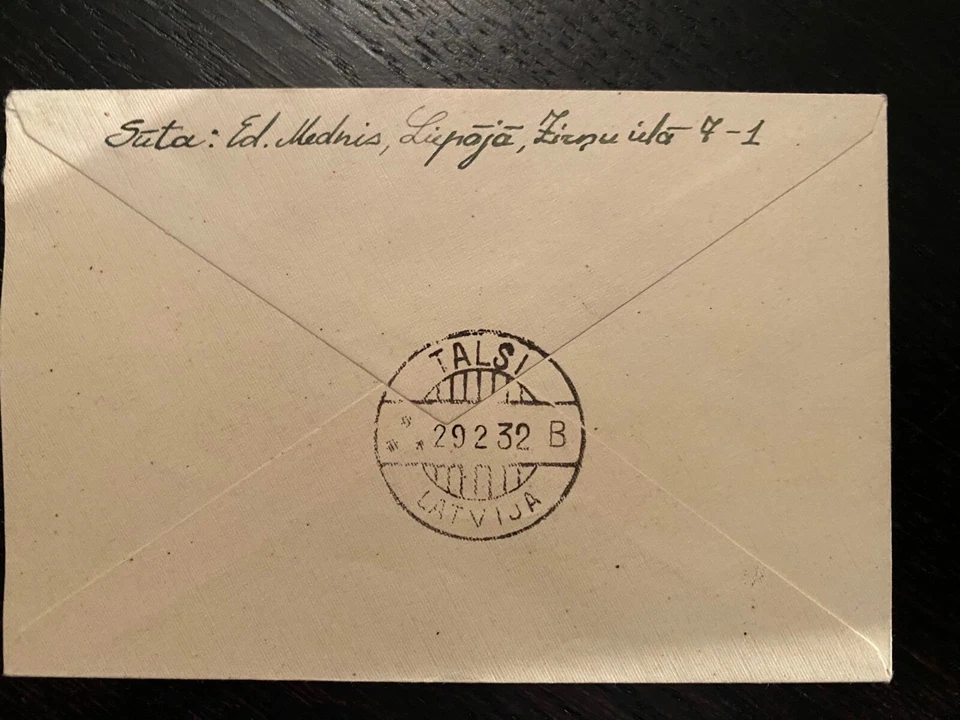 Sūta: Ed. Mednis, Liepājā, Zirņu ielā 7-1
TALSI
29 2 32 B
LATVIJA